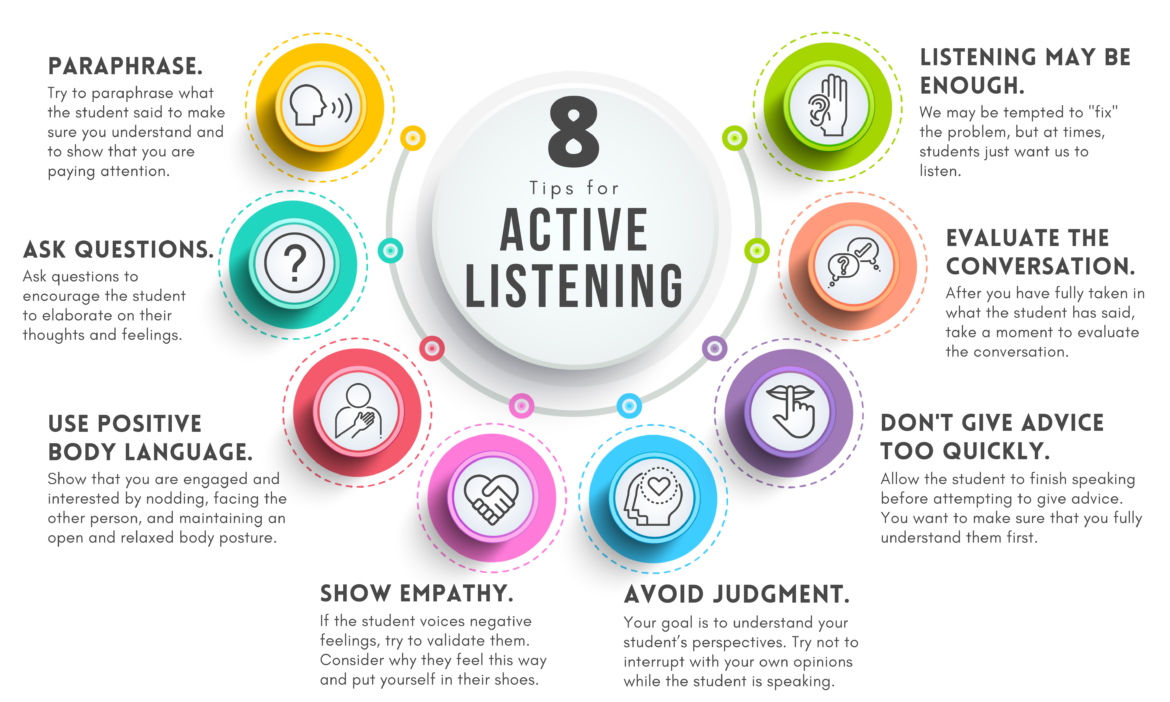 8
Tips for
ACTIVE
LISTENING
PARAPHRASE.
Try to paraphrase what
the student said to make
sure you understand and
to show that you are
paying attention.
ASK QUESTIONS.
Ask questions to
encourage the student
to elaborate on their
thoughts and feelings.
?
USE POSITIVE
BODY LANGUAGE.
Show that you are engaged and
interested by nodding, facing the
other person, and maintaining an
open and relaxed body posture.
SHOW EMPATHY.
If the student voices negative
feelings, try to validate them.
Consider why they feel this way
and put yourself in their shoes.
AVOID JUDGMENT.
Your goal is to understand your
student’s perspectives. Try not to
interrupt with your own opinions
while the student is speaking.
DON'T GIVE ADVICE
TOO QUICKLY.
Allow the student to finish speaking
before attempting to give advice.
You want to make sure that you fully
understand them first.
EVALUATE THE
CONVERSATION.
After you have fully taken in
what the student has said,
take a moment to evaluate
the conversation.
?
LISTENING MAY BE
ENOUGH.
We may be tempted to "fix"
the problem, but at times,
students just want us to
listen.